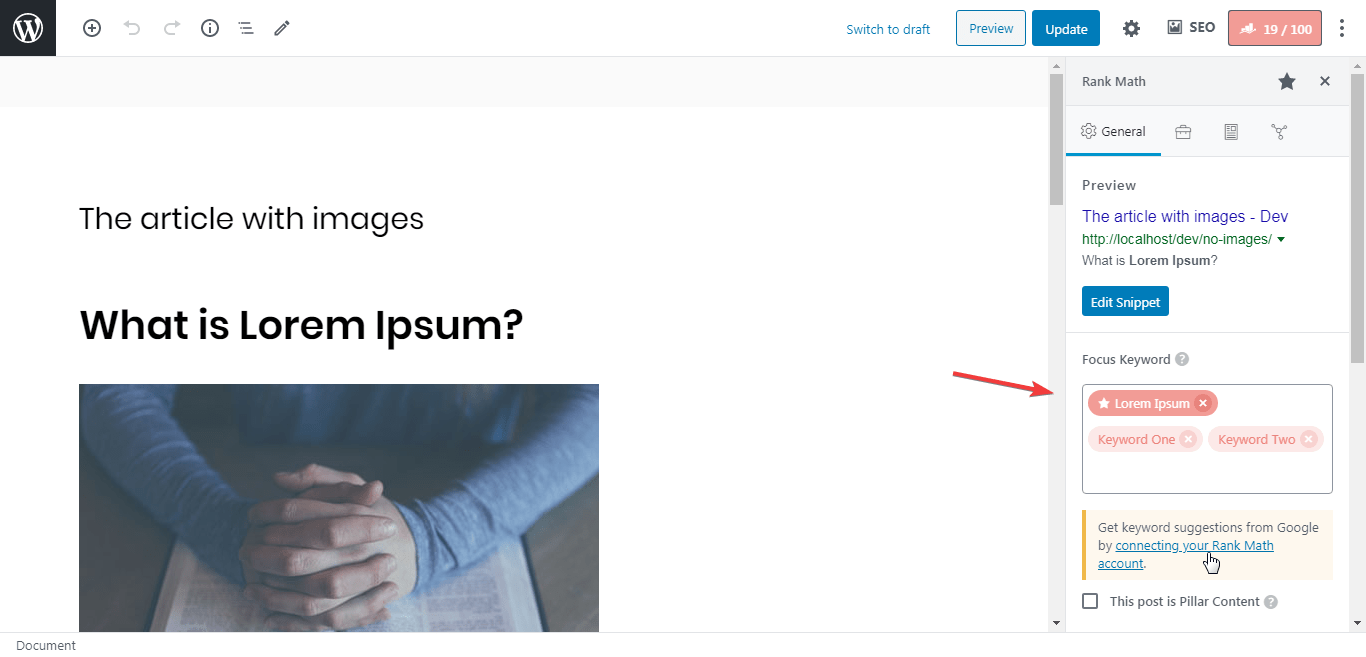 Switch to draft
Preview
Update
SEO
19 / 100
Rank Math
General
The article with images
What is Lorem Ipsum?
Preview
The article with images - Dev
http://localhost/dev/no-images/
What is Lorem Ipsum?
Edit Snippet
Focus Keyword ?
Lorem Ipsum
Keyword One
Keyword Two
Get keyword suggestions from Google
by connecting your Rank Math
account.
This post is Pillar Content ?
Document